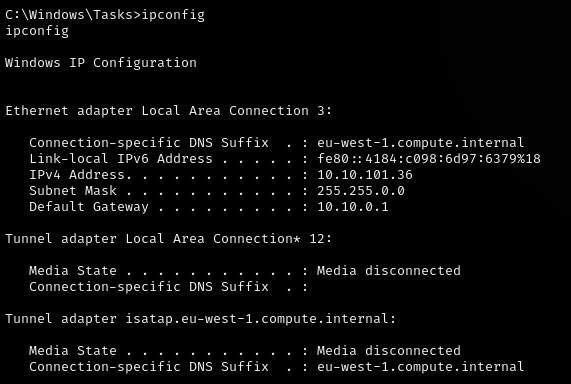 C:\Windows\Tasks>ipconfig
ipconfig
Windows IP Configuration
Ethernet adapter Local Area Connection 3:
Connection-specific DNS Suffix  . : eu-west-1.compute.internal
Link-local IPv6 Address . . . . . : fe80::4184:c098:6d97:6379%18
IPv4 Address. . . . . . . . . . . : 10.10.101.36
Subnet Mask . . . . . . . . . . . : 255.255.0.0
Default Gateway . . . . . . . . . : 10.10.0.1
Tunnel adapter Local Area Connection* 12:
Media State . . . . . . . . . . . : Media disconnected
Connection-specific DNS Suffix  . :
Tunnel adapter isatap.eu-west-1.compute.internal:
Media State . . . . . . . . . . . : Media disconnected
Connection-specific DNS Suffix  . : eu-west-1.compute.internal